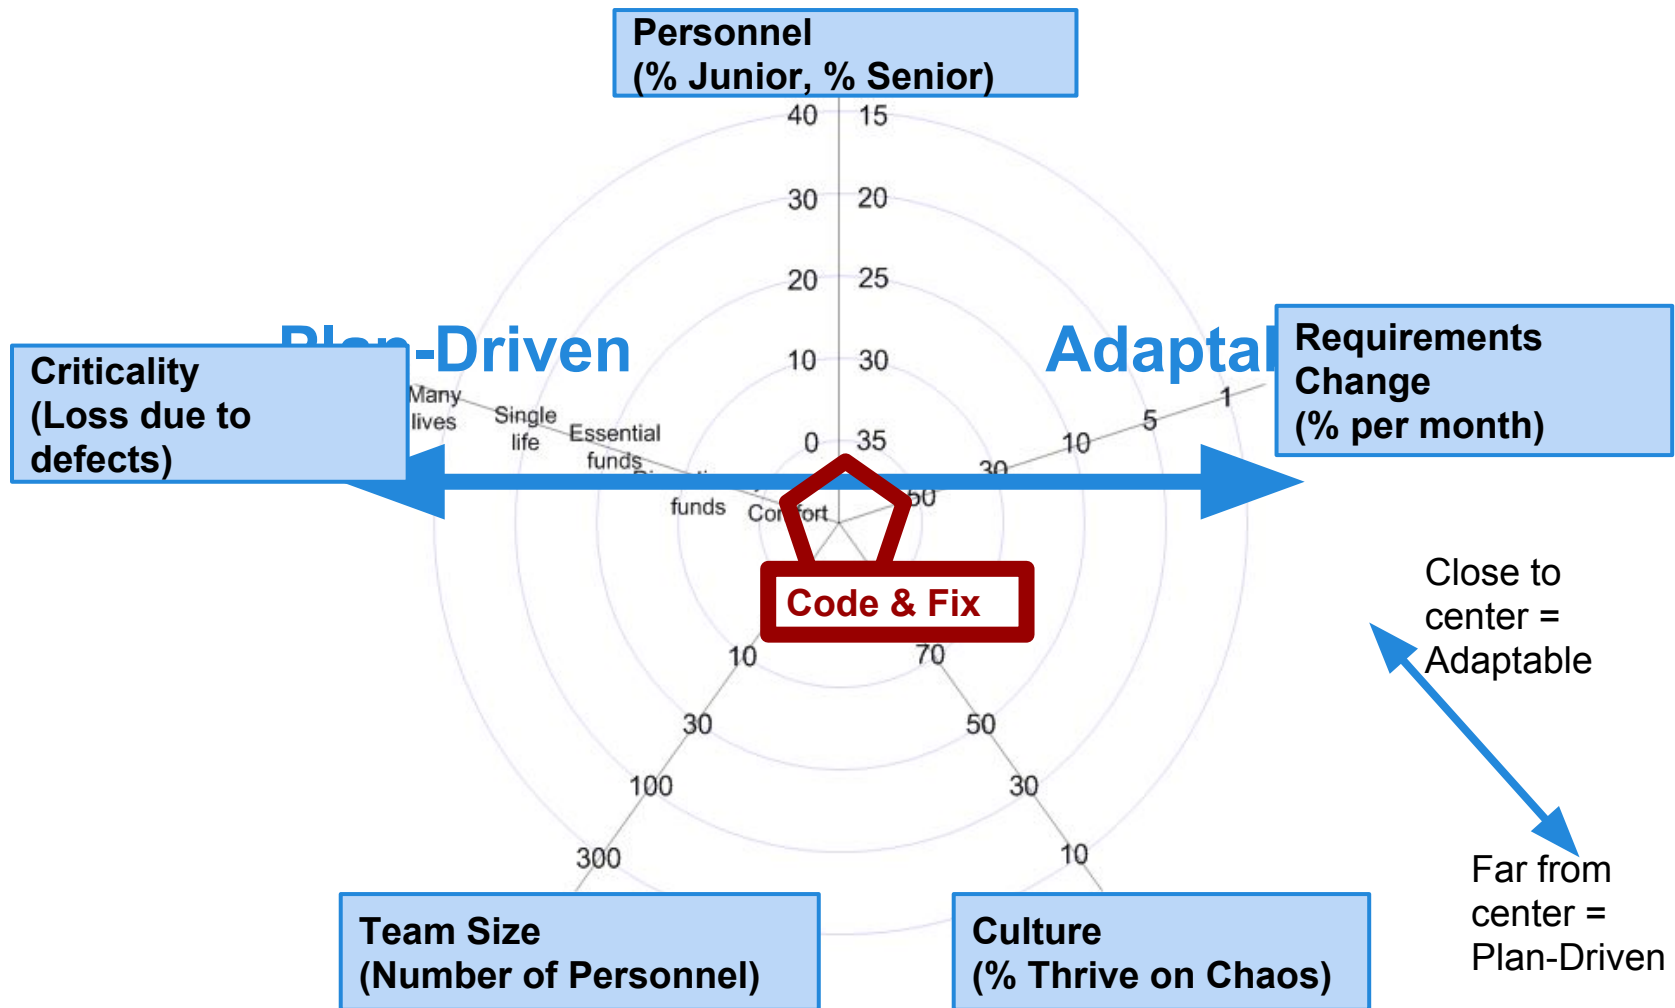 Personnel
(% Junior, % Senior)
40 15
30 20
20 25
10 30
0 35
Plan-Driven
Criticality
(Loss due to
defects)
Many
lives
Single
life
Essential
funds
funds
Comfort
Requirements
Change
(% per month)
1
5
10
30
50
Code & Fix
10
30
100
300
70
50
30
10
Team Size
(Number of Personnel)
Culture
(% Thrive on Chaos)
Close to
center =
Adaptable
Far from
center =
Plan-Driven